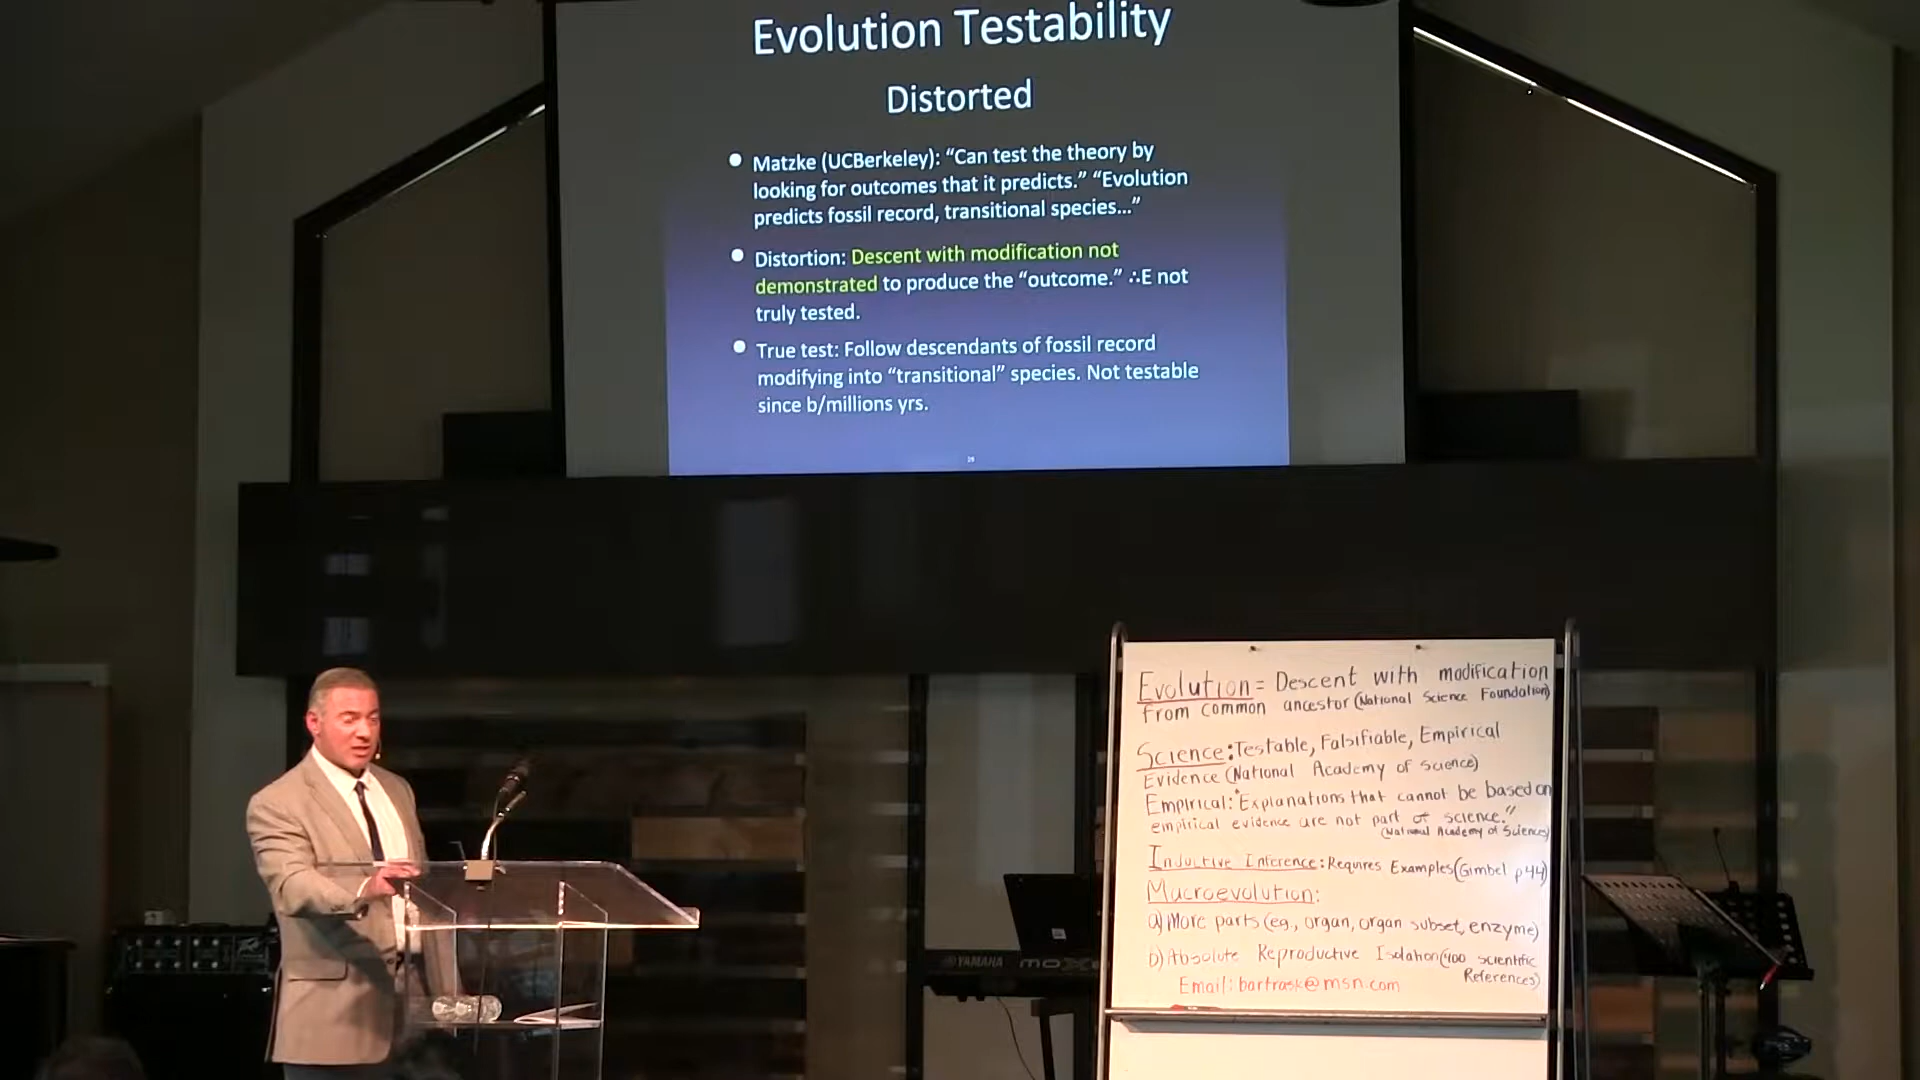 Evolution Testability
Distorted
• Matzke (UCBerkeley): “Can test the theory by
looking for outcomes that it predicts.” “Evolution
predicts fossil record, transitional species...”
• Distortion: Descent with modification not
demonstrated to produce the “outcome.” ∴E not
truly tested.
• True test: Follow descendants of fossil record
modifying into “transitional” species. Not testable
since b/millions yrs.
Evolution = Descent with modification
from common ancestor (National Science Foundation)
Science: Testable, Falsifiable, Empirical
Evidence (National Academy of Science)
Empirical: "Explanations that cannot be based on
empirical evidence are not part of science."
(National Academy of Sciences)
Inductive Inference: Requires Examples (Gimbel p44)
Macroevolution:
a) More parts (eg., organ, organ subset, enzyme)
b) Absolute Reproductive Isolation (400 scientific
References)
Email: bartrask@msn.com
YAMAHA